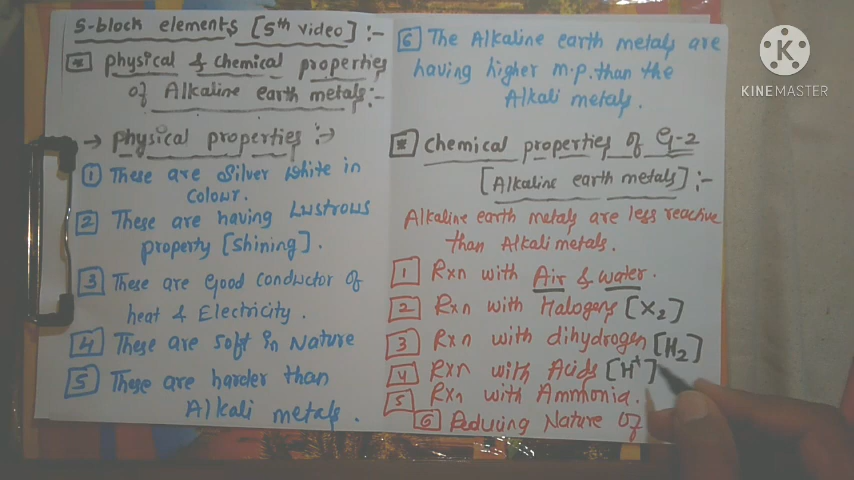 S-block elements [5th video] :-
* physical & chemical properties
of Alkaline earth metals :-
→ physical properties :->
1 These are Silver white in
colour.
2 These are having Lustrows
property [Shining].
3 These are Good Conductor of
heat & Electricity.
4 These are soft in Nature
5 These are harder than
Alkali metals.
6 The Alkaline earth metals are
having higher m.p. than the
Alkali metals.
* Chemical properties of G-2
[Alkaline earth metals] :-
Alkaline earth metals are less reactive
than Alkali metals.
1 Rxn with Air & water.
2 Rxn with Halogens [X2]
3 Rxn with dihydrogen [H2]
4 Rxn with Acids [H+]
5 Rxn with Ammonia.
6 Reducing Nature of
K
KINEMASTER